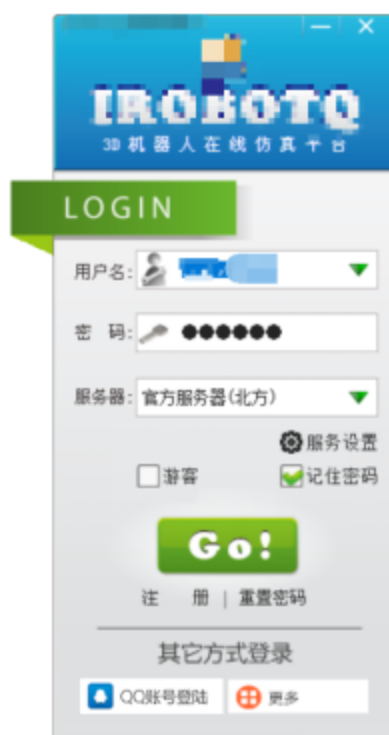 IROBOTQ
3D 机器人在线仿真平台
LOGIN
用户名:
密 码: ●●●●●●
服务器: 官方服务器(北方)
服务设置
游客 记住密码
Go!
注 册 | 重置密码
其它方式登录
QQ账号登陆 更多